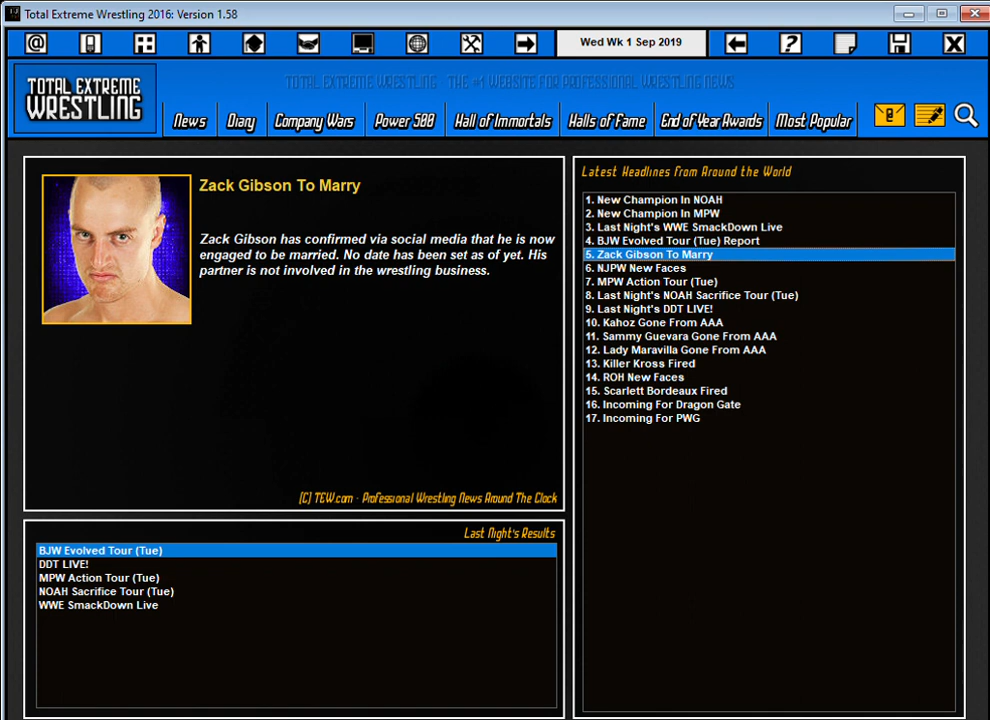 Total Extreme Wrestling 2016: Version 1.58
Wed Wk 1 Sep 2019
TOTAL EXTREME WRESTLING
TOTAL EXTREME WRESTLING THE #1 WEBSITE FOR PROFESSIONAL WRESTLING NEWS
News
Diary
Company Wars
Power 500
Hall of Immortals
Halls of Fame
End of Year Awards
Most Popular
Zack Gibson To Marry
Zack Gibson has confirmed via social media that he is now
engaged to be married. No date has been set as of yet. His
partner is not involved in the wrestling business.
(C) TEW.com - Professional Wrestling News Around The Clock
Last Night's Results
BJW Evolved Tour (Tue)
DDT LIVE!
MPW Action Tour (Tue)
NOAH Sacrifice Tour (Tue)
WWE SmackDown Live
Latest Headlines from Around the World
1. New Champion In NOAH
2. New Champion In MPW
3. Last Night's WWE SmackDown Live
4. BJW Evolved Tour (Tue) Report
5. Zack Gibson To Marry
6. NJPW New Faces
7. MPW Action Tour (Tue)
8. Last Night's NOAH Sacrifice Tour (Tue)
9. Last Night's DDT LIVE!
10. Kahoz Gone From AAA
11. Sammy Guevara Gone From AAA
12. Lady Maravilla Gone From AAA
13. Killer Kross Fired
14. ROH New Faces
15. Scarlett Bordeaux Fired
16. Incoming For Dragon Gate
17. Incoming For PWG